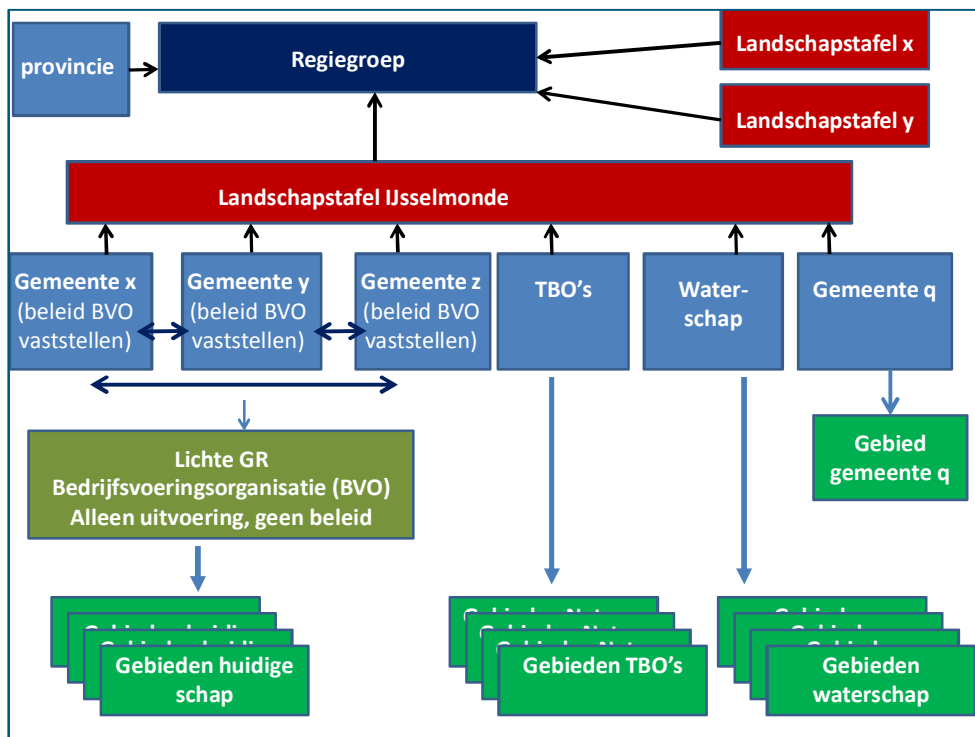 provincie
Regiegroep
Landschapstafel x
Landschapstafel y
Landschapstafel IJsselmonde
Gemeente x
(beleid BVO
vaststellen)
Gemeente y
(beleid BVO
vaststellen)
Gemeente z
(beleid BVO
vaststellen)
TBO's
Water-
schap
Gemeente q
Gebied
gemeente q
Lichte GR
Bedrijfsvoeringsorganisatie (BVO)
Alleen uitvoering, geen beleid
Gebieden huidige
schap
Gebieden TBO's
Gebieden
waterschap